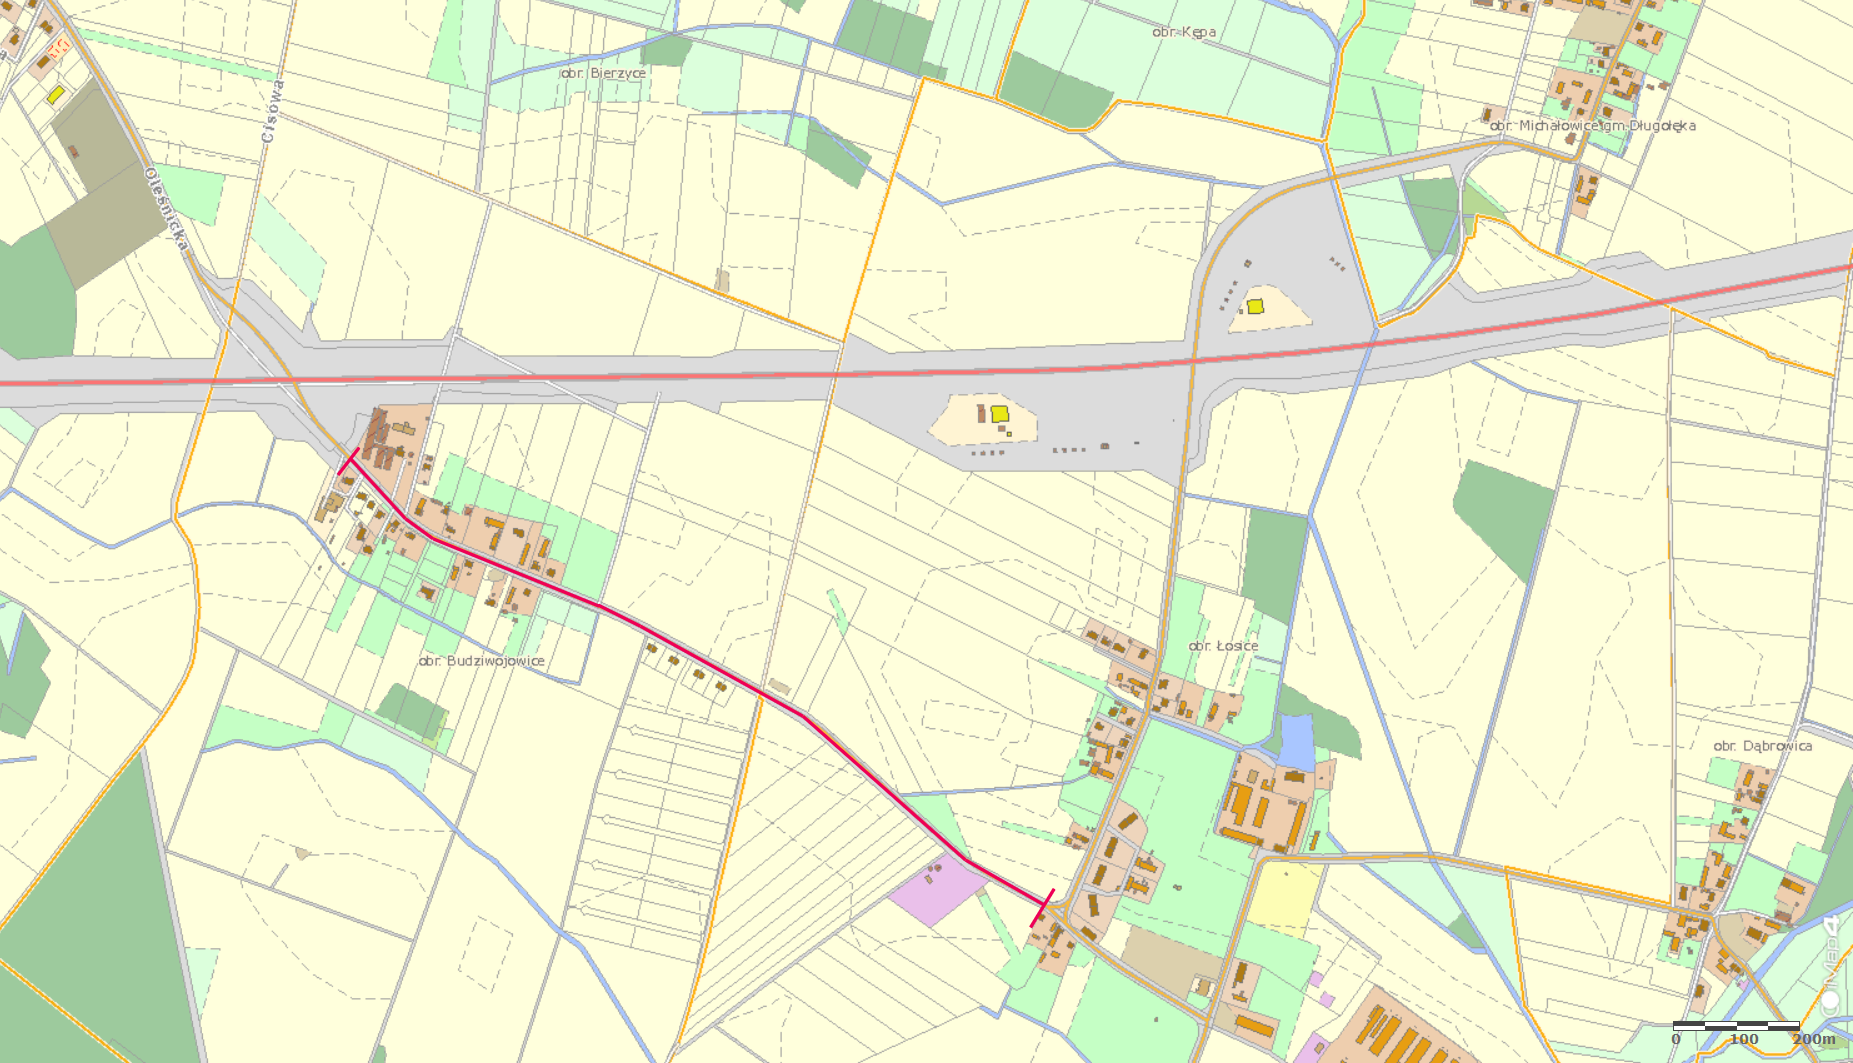 obr. Kępa
obr. Bierzyce
Cisowa
obr. Michałowice gm Długołęka
Oleśnicka
obr. Łosice
obr. Budziwojowice
obr. Dąbrowica
iMap4
0 100 200m